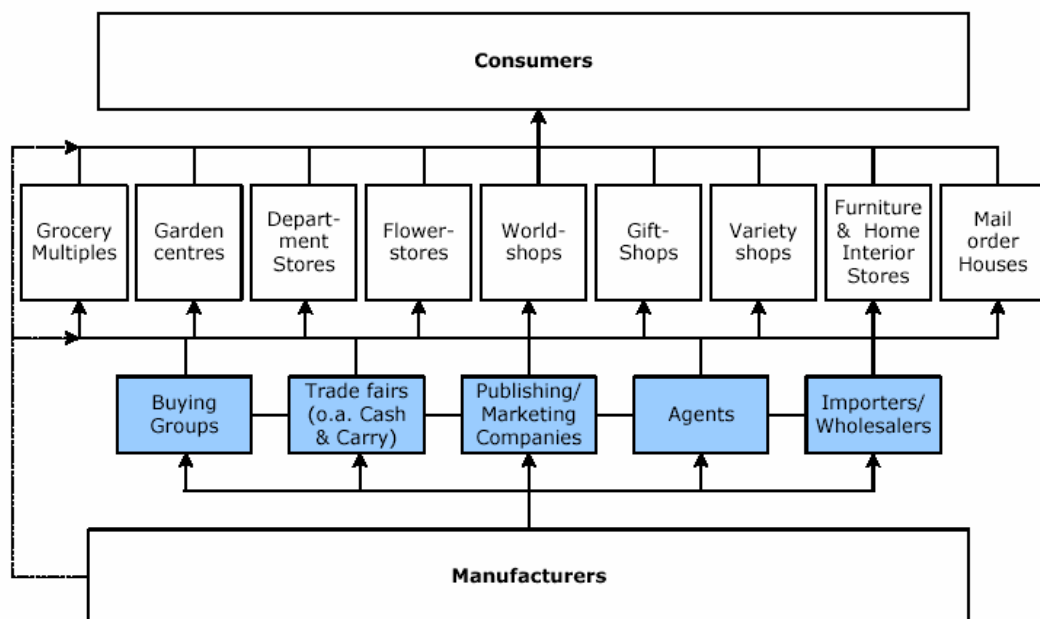 Consumers
Grocery
Multiples
Garden
centres
Depart-
ment
Stores
Flower-
stores
World-
shops
Gift-
Shops
Variety
shops
Furniture
& Home
Interior
Stores
Mail
order
Houses
Buying
Groups
Trade fairs
(o.a. Cash
& Carry)
Publishing/
Marketing
Companies
Agents
Importers/
Wholesalers
Manufacturers